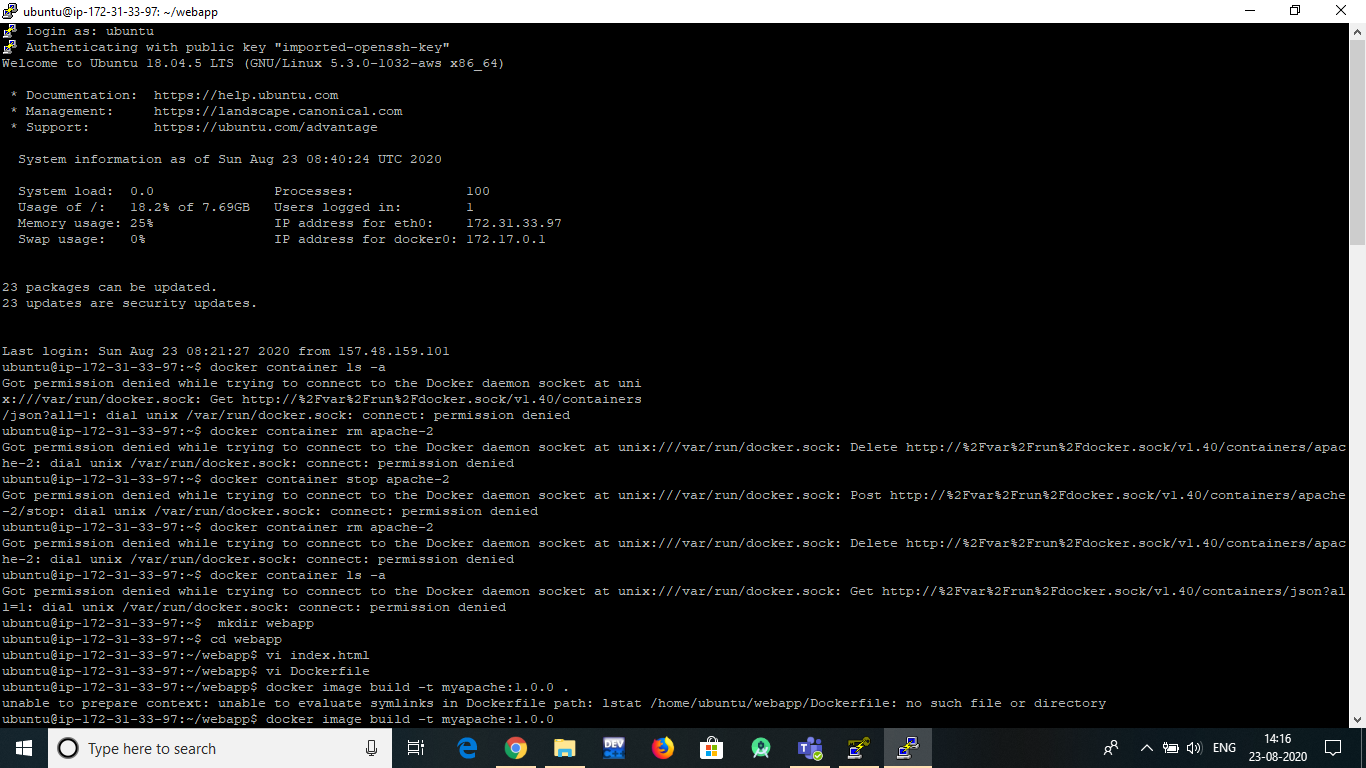 ubuntu@ip-172-31-33-97: ~/webapp
login as: ubuntu
Authenticating with public key "imported-openssh-key"
Welcome to Ubuntu 18.04.5 LTS (GNU/Linux 5.3.0-1032-aws x86_64)
* Documentation:  https://help.ubuntu.com
* Management:     https://landscape.canonical.com
* Support:        https://ubuntu.com/advantage
System information as of Sun Aug 23 08:40:24 UTC 2020
System load:  0.0               Processes:              100
Usage of /:   18.2% of 7.69GB   Users logged in:        1
Memory usage: 25%               IP address for eth0:    172.31.33.97
Swap usage:   0%                IP address for docker0: 172.17.0.1
23 packages can be updated.
23 updates are security updates.
Last login: Sun Aug 23 08:21:27 2020 from 157.48.159.101
ubuntu@ip-172-31-33-97:~$ docker container ls -a
Got permission denied while trying to connect to the Docker daemon socket at uni
x:///var/run/docker.sock: Get http://%2Fvar%2Frun%2Fdocker.sock/v1.40/containers
/json?all=1: dial unix /var/run/docker.sock: connect: permission denied
ubuntu@ip-172-31-33-97:~$ docker container rm apache-2
Got permission denied while trying to connect to the Docker daemon socket at unix:///var/run/docker.sock: Delete http://%2Fvar%2Frun%2Fdocker.sock/v1.40/containers/apac
he-2: dial unix /var/run/docker.sock: connect: permission denied
ubuntu@ip-172-31-33-97:~$ docker container stop apache-2
Got permission denied while trying to connect to the Docker daemon socket at unix:///var/run/docker.sock: Post http://%2Fvar%2Frun%2Fdocker.sock/v1.40/containers/apache
-2/stop: dial unix /var/run/docker.sock: connect: permission denied
ubuntu@ip-172-31-33-97:~$ docker container rm apache-2
Got permission denied while trying to connect to the Docker daemon socket at unix:///var/run/docker.sock: Delete http://%2Fvar%2Frun%2Fdocker.sock/v1.40/containers/apac
he-2: dial unix /var/run/docker.sock: connect: permission denied
ubuntu@ip-172-31-33-97:~$ docker container ls -a
Got permission denied while trying to connect to the Docker daemon socket at unix:///var/run/docker.sock: Get http://%2Fvar%2Frun%2Fdocker.sock/v1.40/containers/json?al
l=1: dial unix /var/run/docker.sock: connect: permission denied
ubuntu@ip-172-31-33-97:~$  mkdir webapp
ubuntu@ip-172-31-33-97:~$ cd webapp
ubuntu@ip-172-31-33-97:~/webapp$ vi index.html
ubuntu@ip-172-31-33-97:~/webapp$ vi Dockerfile
ubuntu@ip-172-31-33-97:~/webapp$ docker image build -t myapache:1.0.0 .
unable to prepare context: unable to evaluate symlinks in Dockerfile path: lstat /home/ubuntu/webapp/Dockerfile: no such file or directory
ubuntu@ip-172-31-33-97:~/webapp$ docker image build -t myapache:1.0.0
Type here to search
DEV
ENG
14:16
23-08-2020